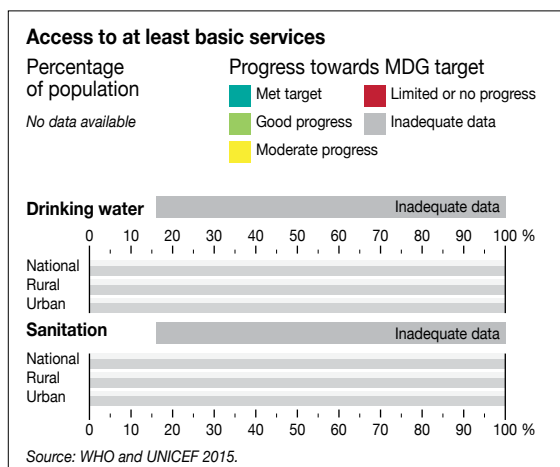 Access to at least basic services
Percentage of population
Progress towards MDG target
No data available
Met target
Limited or no progress
Good progress
Inadequate data
Moderate progress
Drinking water
Inadequate data
0 10 20 30 40 50 60 70 80 90 100 %
National
Rural
Urban
Sanitation
Inadequate data
National
Rural
Urban
0 10 20 30 40 50 60 70 80 90 100 %
Source: WHO and UNICEF 2015.